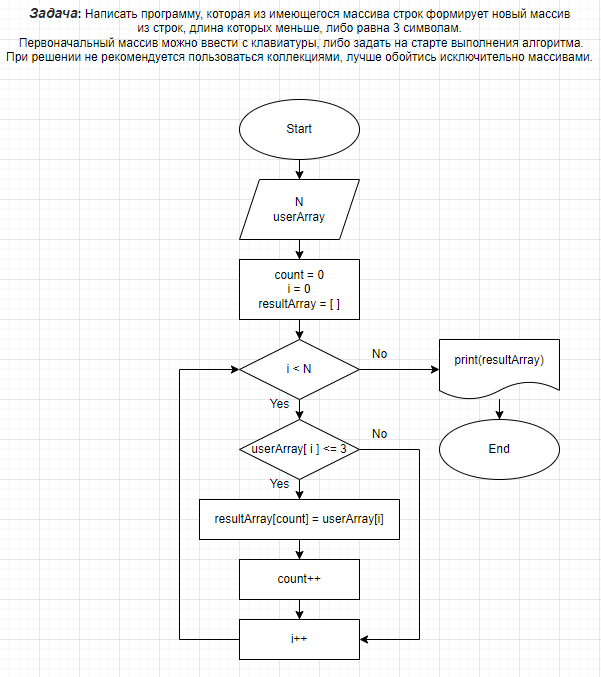 Задача: Написать программу, которая из имеющегося массива строк формирует новый массив
из строк, длина которых меньше, либо равна 3 символам.
Первоначальный массив можно ввести с клавиатуры, либо задать на старте выполнения алгоритма.
При решении не рекомендуется пользоваться коллекциями, лучше обойтись исключительно массивами.
Start
N
userArray
count = 0
i = 0
resultArray = [ ]
i < N
No
print(resultArray)
Yes
End
userArray[ i ] <= 3
No
Yes
resultArray[count] = userArray[i]
count++
i++